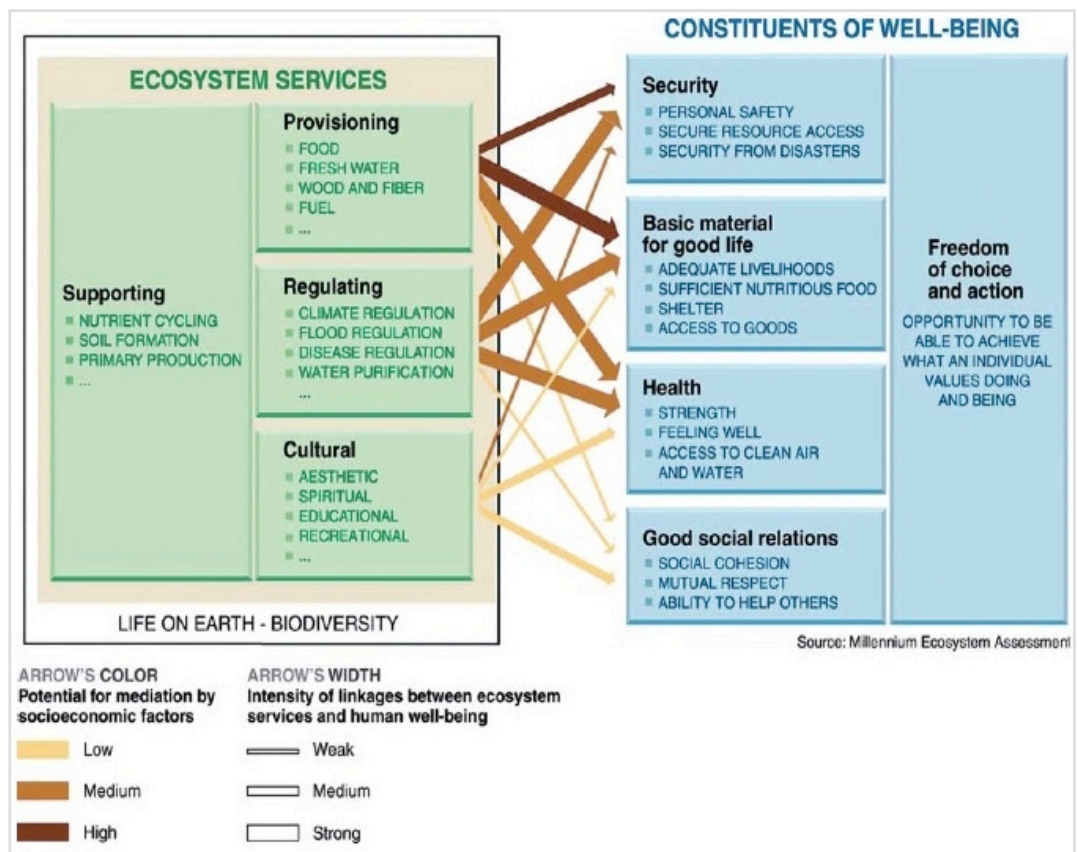 CONSTITUENTS OF WELL-BEING
ECOSYSTEM SERVICES
Supporting
NUTRIENT CYCLING
SOIL FORMATION
PRIMARY PRODUCTION
...
Provisioning
FOOD
FRESH WATER
WOOD AND FIBER
FUEL
...
Regulating
CLIMATE REGULATION
FLOOD REGULATION
DISEASE REGULATION
WATER PURIFICATION
...
Cultural
AESTHETIC
SPIRITUAL
EDUCATIONAL
RECREATIONAL
...
LIFE ON EARTH - BIODIVERSITY
Security
PERSONAL SAFETY
SECURE RESOURCE ACCESS
SECURITY FROM DISASTERS
Basic material
for good life
ADEQUATE LIVELIHOODS
SUFFICIENT NUTRITIOUS FOOD
SHELTER
ACCESS TO GOODS
Health
STRENGTH
FEELING WELL
ACCESS TO CLEAN AIR
AND WATER
Good social relations
SOCIAL COHESION
MUTUAL RESPECT
ABILITY TO HELP OTHERS
Freedom
of choice
and action
OPPORTUNITY TO BE
ABLE TO ACHIEVE
WHAT AN INDIVIDUAL
VALUES DOING
AND BEING
Source: Millennium Ecosystem Assessment
ARROW'S COLOR
Potential for mediation by
socioeconomic factors
Low
Medium
High
ARROW'S WIDTH
Intensity of linkages between ecosystem
services and human well-being
Weak
Medium
Strong